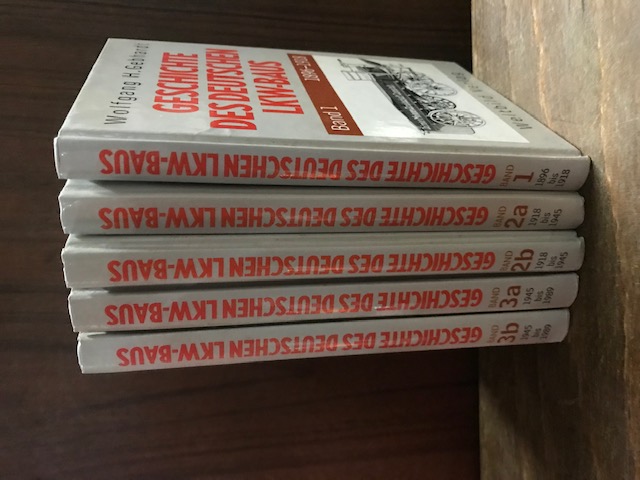 Wolfgang H. Gebhardt
GESCHICHTE
DES DEUTSCHEN
LKW-BAUS
Band 1
GESCHICHTE DES DEUTSCHEN LKW-BAUS
BAND
1
1896
bis
1918
GESCHICHTE DES DEUTSCHEN LKW-BAUS
BAND
2a
1918
bis
1945
GESCHICHTE DES DEUTSCHEN LKW-BAUS
BAND
2b
1918
bis
1945
GESCHICHTE DES DEUTSCHEN LKW-BAUS
BAND
3a
1945
bis
1989
GESCHICHTE DES DEUTSCHEN LKW-BAUS
BAND
3b
1945
bis
1989